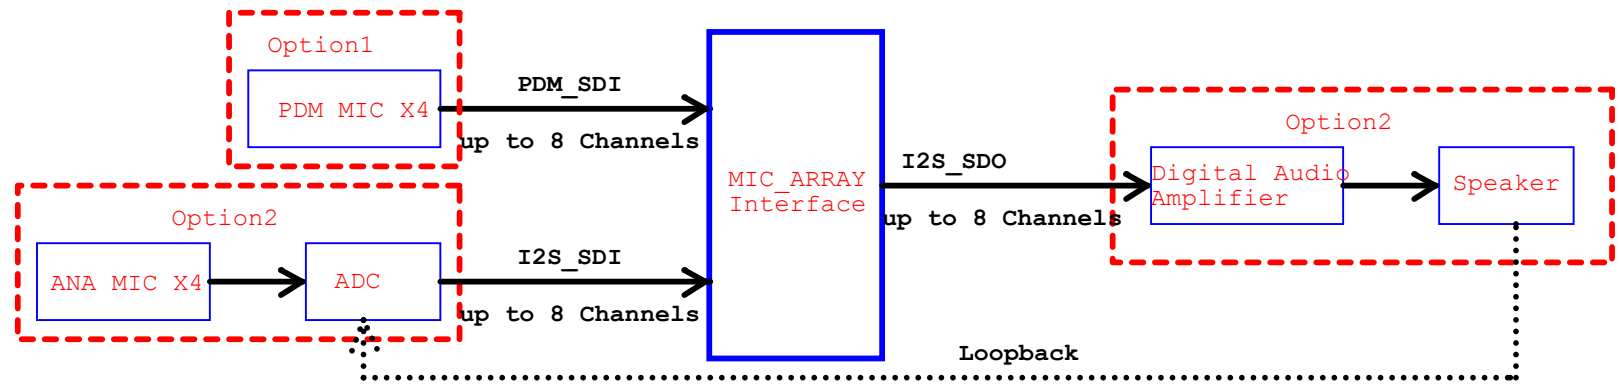 Option1
PDM MIC X4
PDM_SDI
up to 8 Channels
Option2
ANA MIC X4
ADC
I2S_SDI
up to 8 Channels
MIC_ARRAY
Interface
I2S_SDO
up to 8 Channels
Option2
Digital Audio
Amplifier
Speaker
Loopback